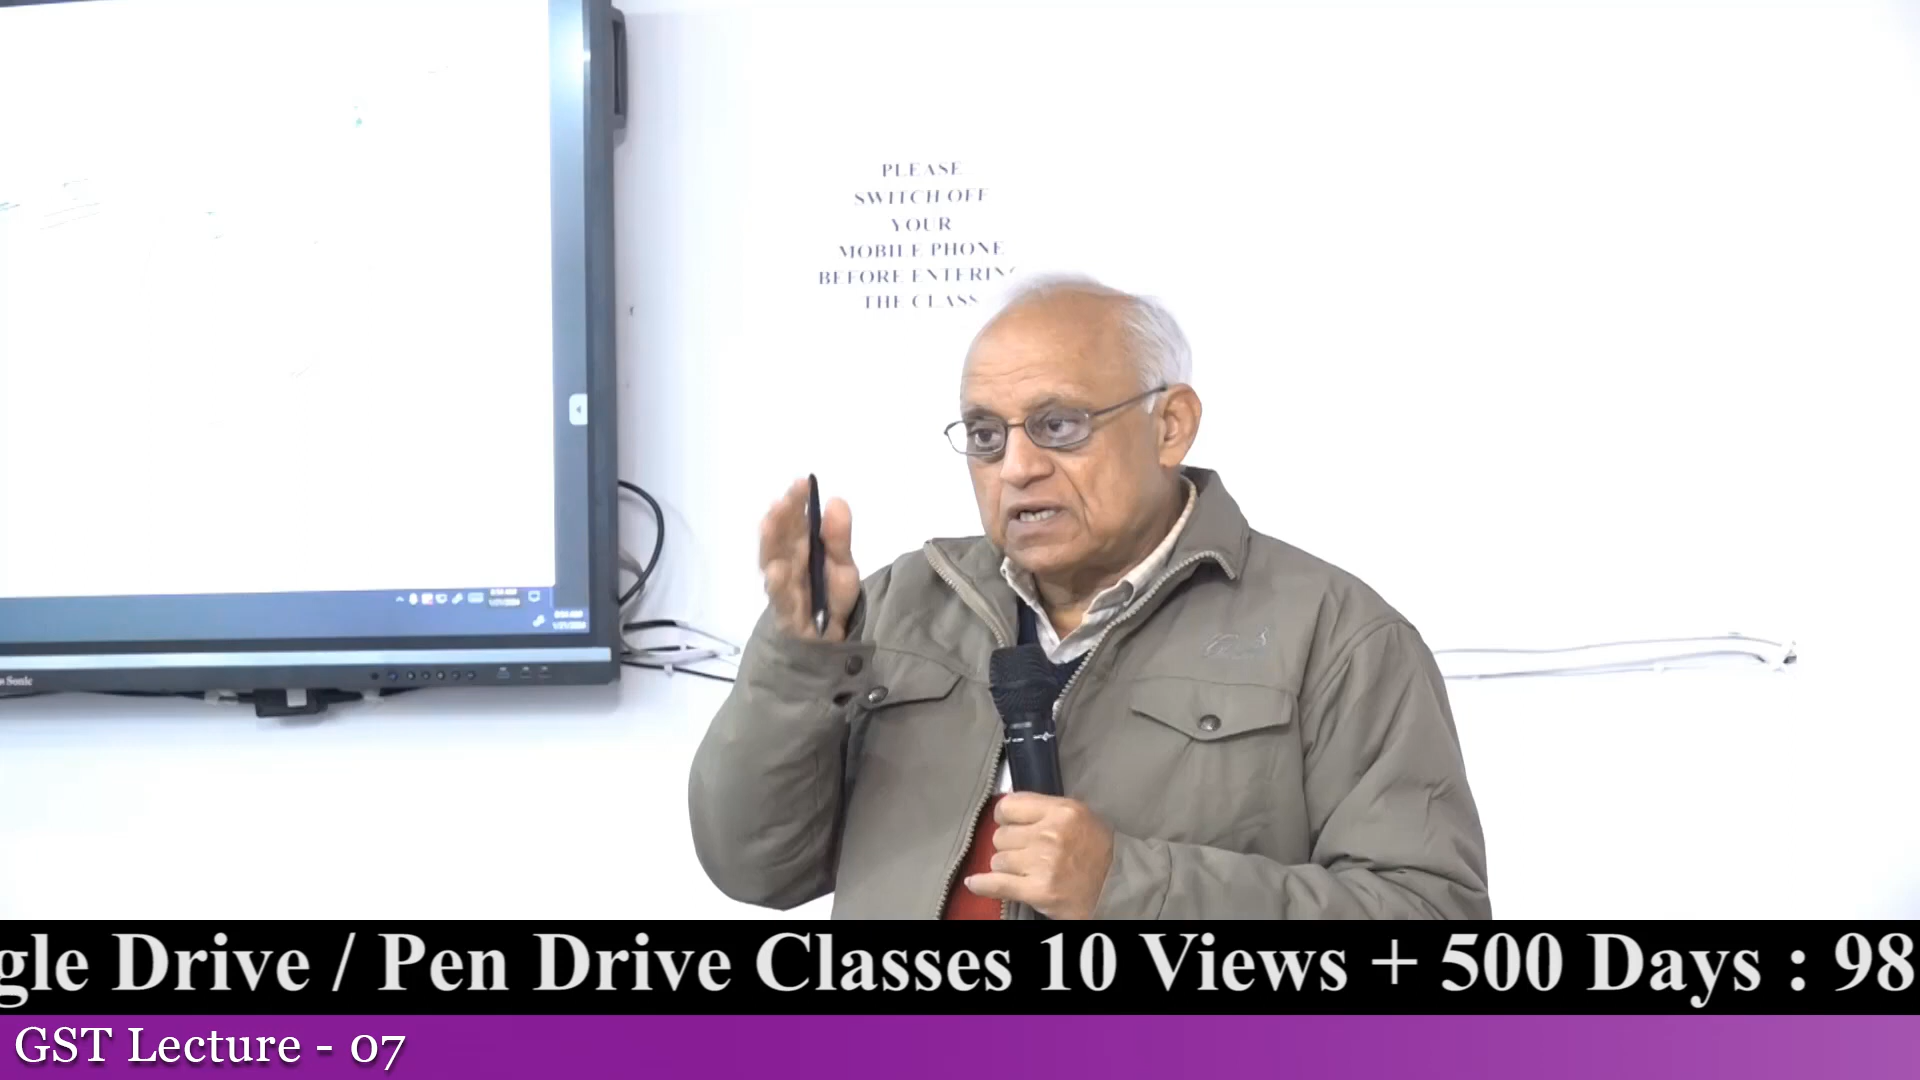 PLEASE
SWITCH OFF
YOUR
MOBILE PHONE
BEFORE ENTERING
THE CLASS
gle Drive / Pen Drive Classes 10 Views + 500 Days : 98
GST Lecture - 07